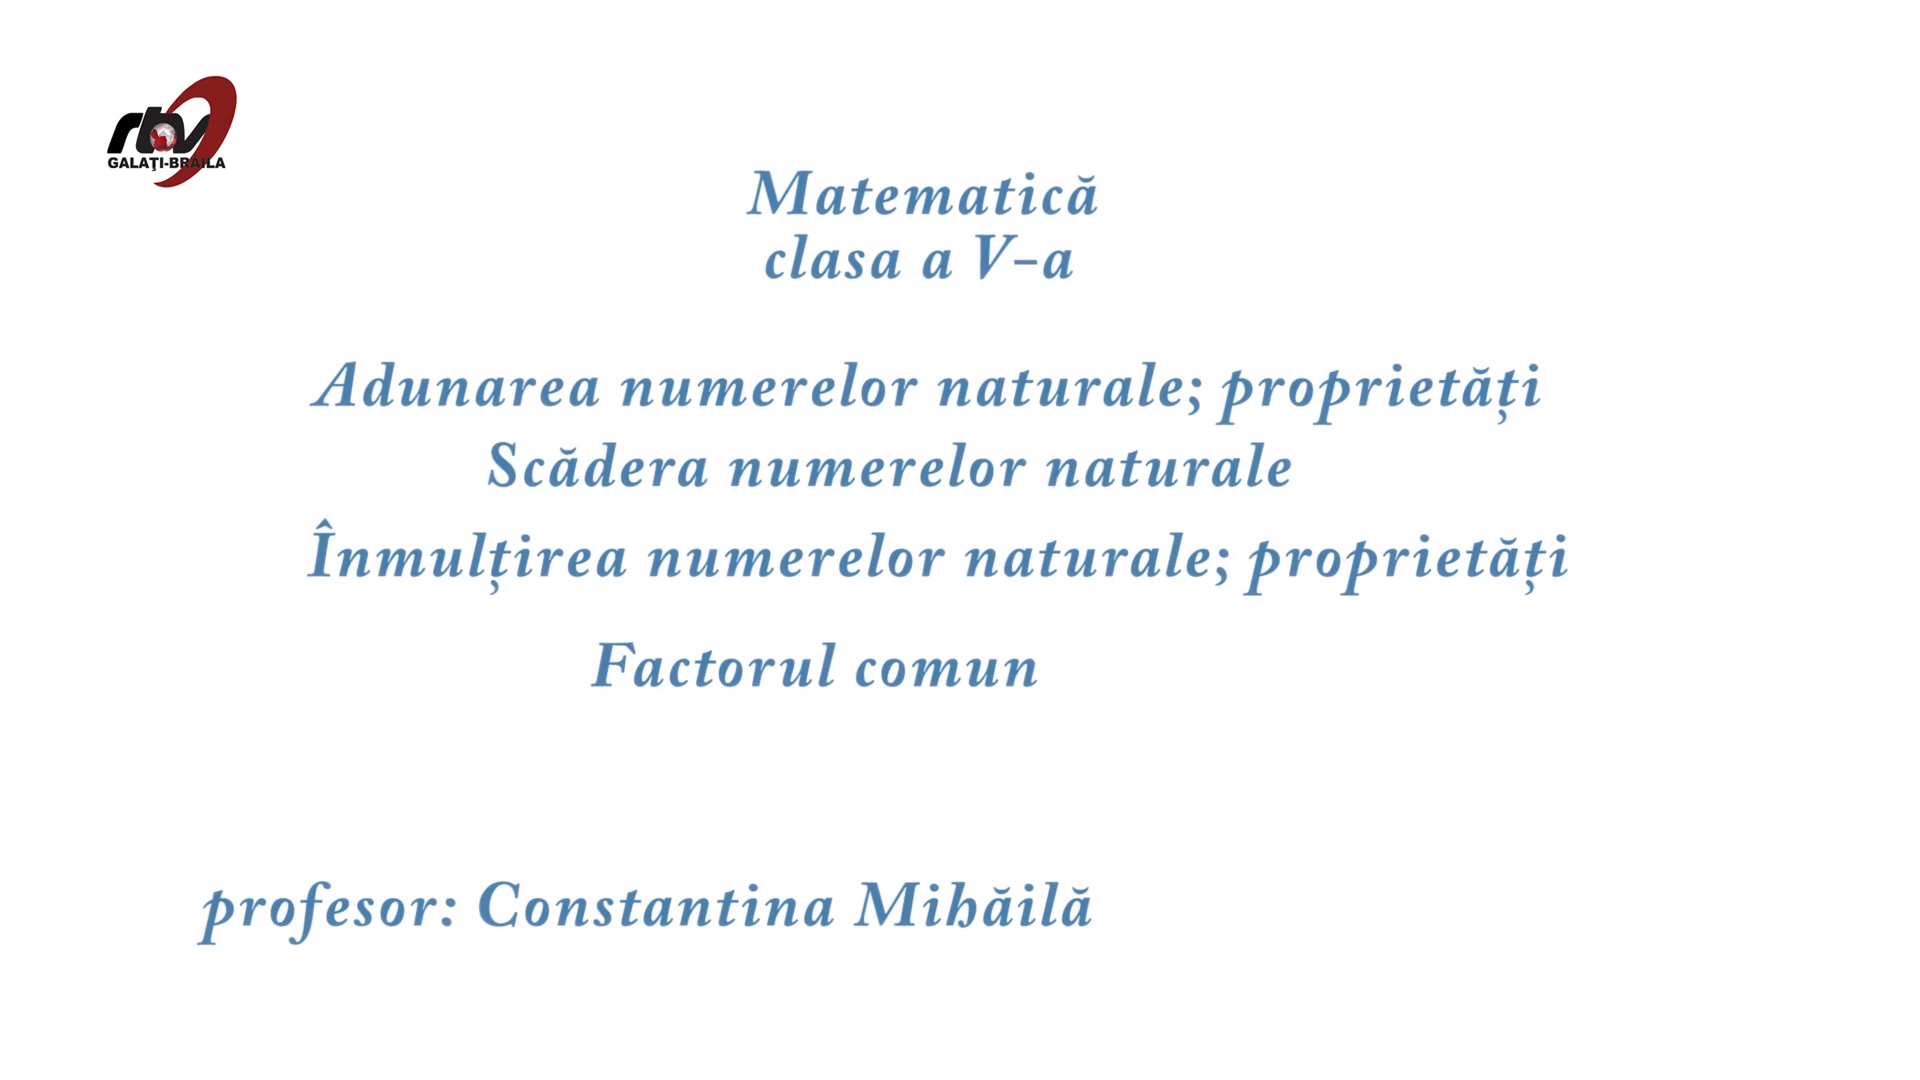 rtv
GALAŢI-BRAILA
Matematică
clasa a V-a
Adunarea numerelor naturale; proprietăți
Scădera numerelor naturale
Înmulțirea numerelor naturale; proprietăți
Factorul comun
profesor: Constantina Mihăilă